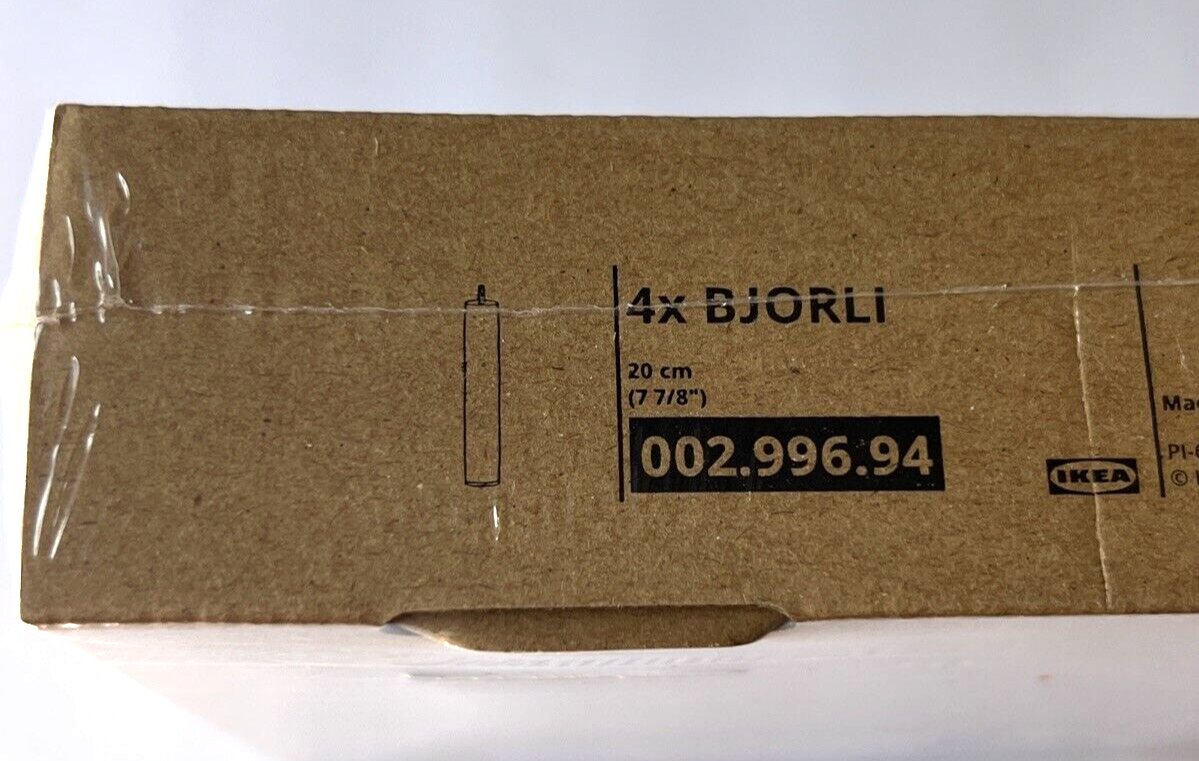 4x BJORLI
20 cm
(7 7/8")
002.996.94
IKEA
©